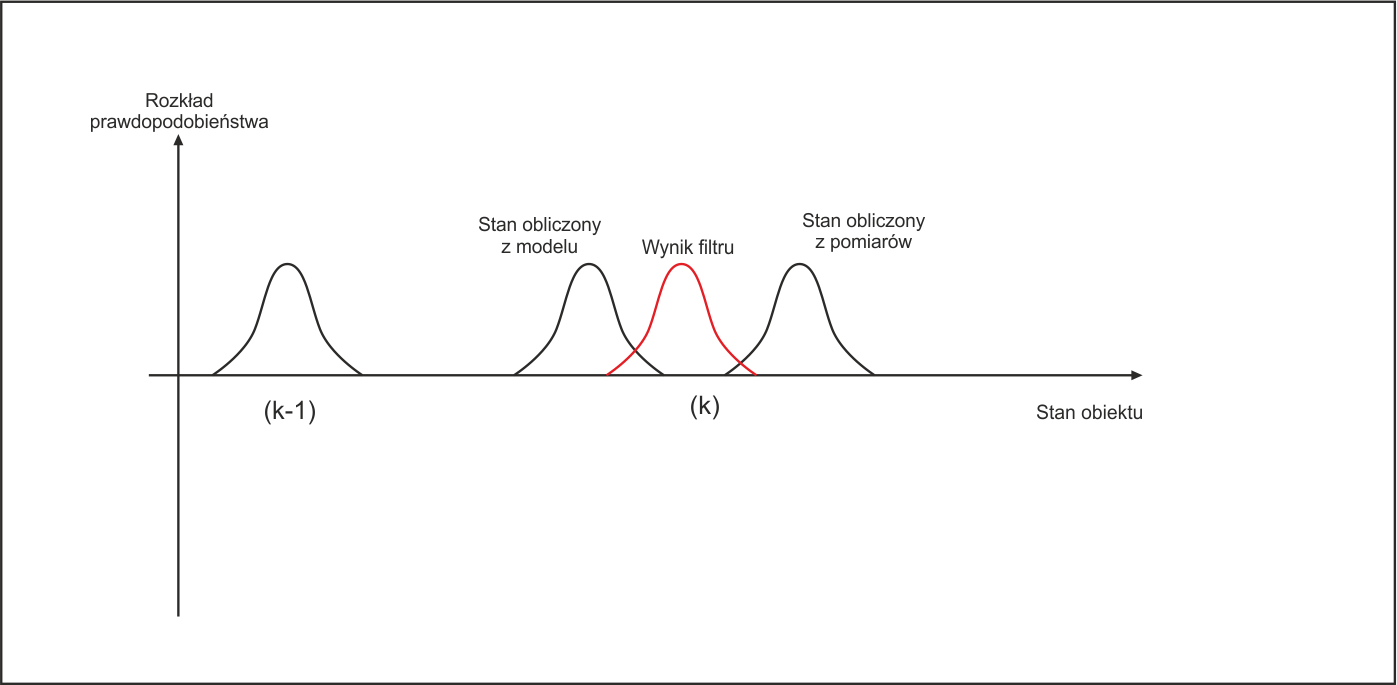 Rozkład
prawdopodobieństwa
Stan obliczony
z modelu
Wynik filtru
Stan obliczony
z pomiarów
(k-1)
(k)
Stan obiektu